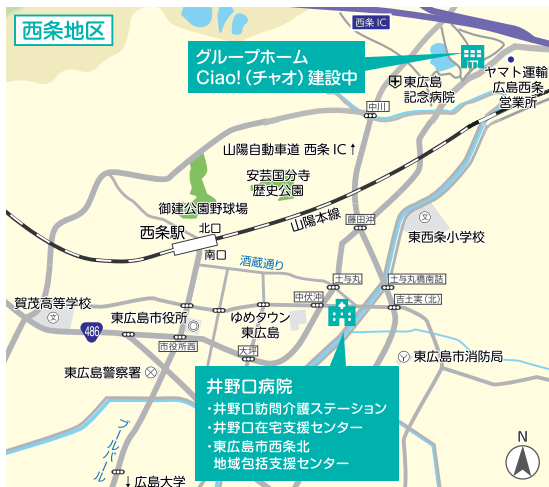 西条地区
西条IC
グループホーム
Ciao!(チャオ)建設中
ヤマト運輸
広島西条
営業所
東広島
記念病院
中川
山陽自動車道 西条IC↑
安芸国分寺
歴史公園
御建公園野球場
山陽本線
藤田沖
西条駅
北口
南口
東西条小学校
文
酒蔵通り
土与丸
土与丸橋南詰
中伏沖
吉土実(北)
賀茂高等学校
文
486
東広島市役所
ゆめタウン
東広島
市役所西
大坪
東広島市消防局
東広島警察署
井野口病院
・井野口訪問介護ステーション
・井野口在宅支援センター
・東広島市西条北
地域包括支援センター
ブールバール
↓広島大学
N